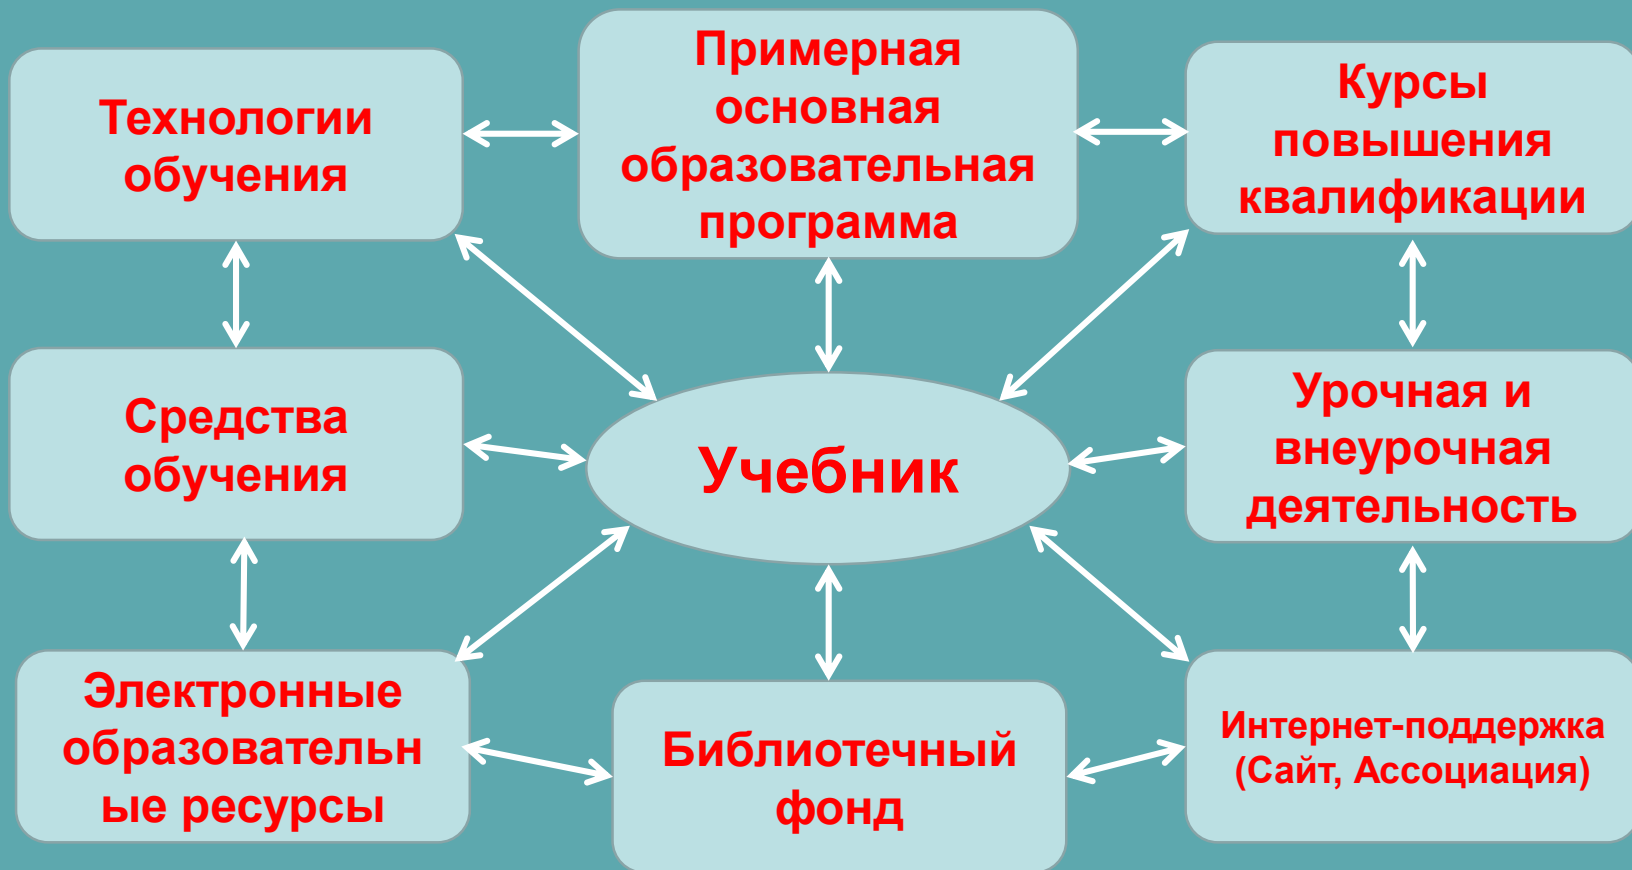 Технологии
обучения
Примерная
основная
образовательная
программа
Курсы
повышения
квалификации
Средства
обучения
Учебник
Урочная и
внеурочная
деятельность
Электронные
образовательн
ые ресурсы
Библиотечный
фонд
Интернет-поддержка
(Сайт, Ассоциация)